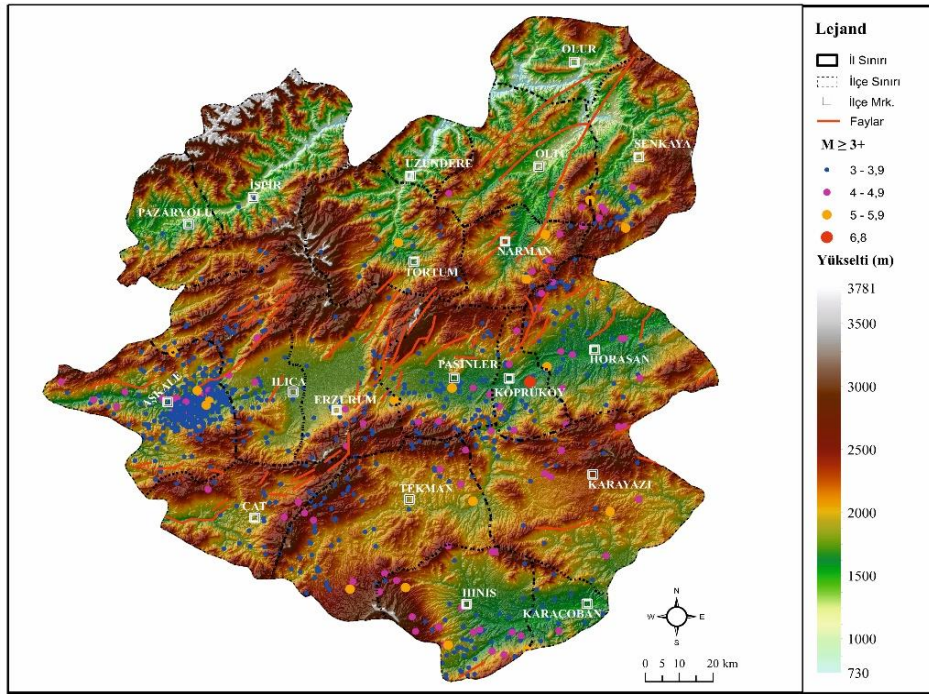 OLUR
OLTU
ŞENKAYA
UZUNDERE
İSPİR
PAZARYOLU
NARMAN
TORTUM
HORASAN
PASİNLER
KÖPRÜKÖY
ILICA
AŞKALE
ERZURUM
KARAYAZI
TEKMAN
ÇAT
HINIS
KARAÇOBAN
N
W E
S
0 5 10 20 km
Lejand
İl Sınırı
İlçe Sınırı
İlçe Mrk.
Faylar
M ≥ 3+
3 - 3,9
4 - 4,9
5 - 5,9
6,8
Yükselti (m)
3781
3500
3000
2500
2000
1500
1000
730